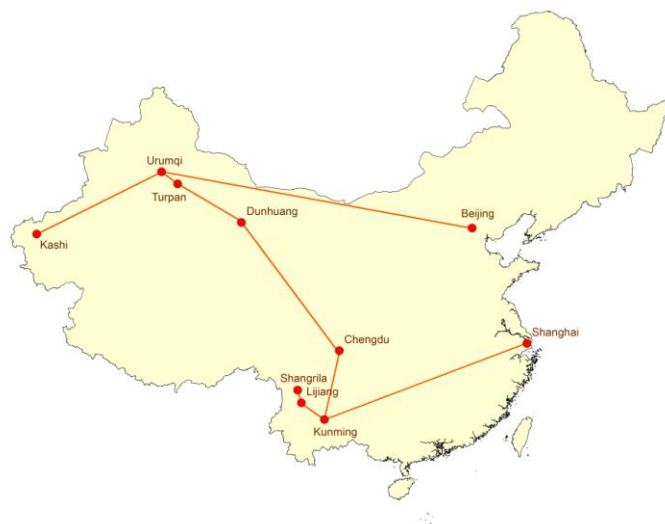 Urumqi
Turpan
Dunhuang
Beijing
Kashi
Shanghai
Chengdu
Shangrila
Lijiang
Kunming